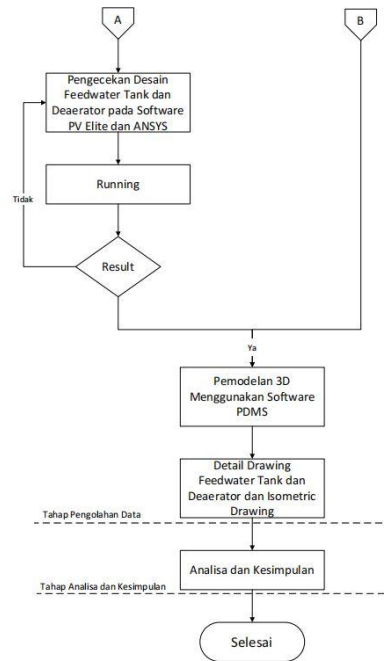 A
B
Pengecekan Desain
Feedwater Tank dan
Deaerator pada Software
PV Elite dan ANSYS
Running
Tidak
Result
Ya
Pemodelan 3D
Menggunakan Software
PDMS
Detail Drawing
Feedwater Tank dan
Deaerator dan Isometric
Drawing
Tahap Pengolahan Data
Analisa dan Kesimpulan
Tahap Analisa dan Kesimpulan
Selesai